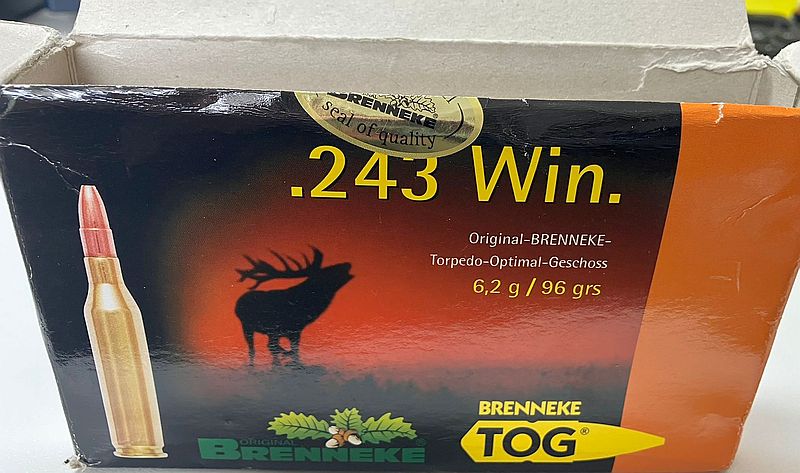 BRENNEKE
seal of quality
.243 Win.
Original-BRENNEKE-
Torpedo-Optimal-Geschoss
6,2 g / 96 grs
ORIGINAL
BRENNEKE®
BRENNEKE
TOG®